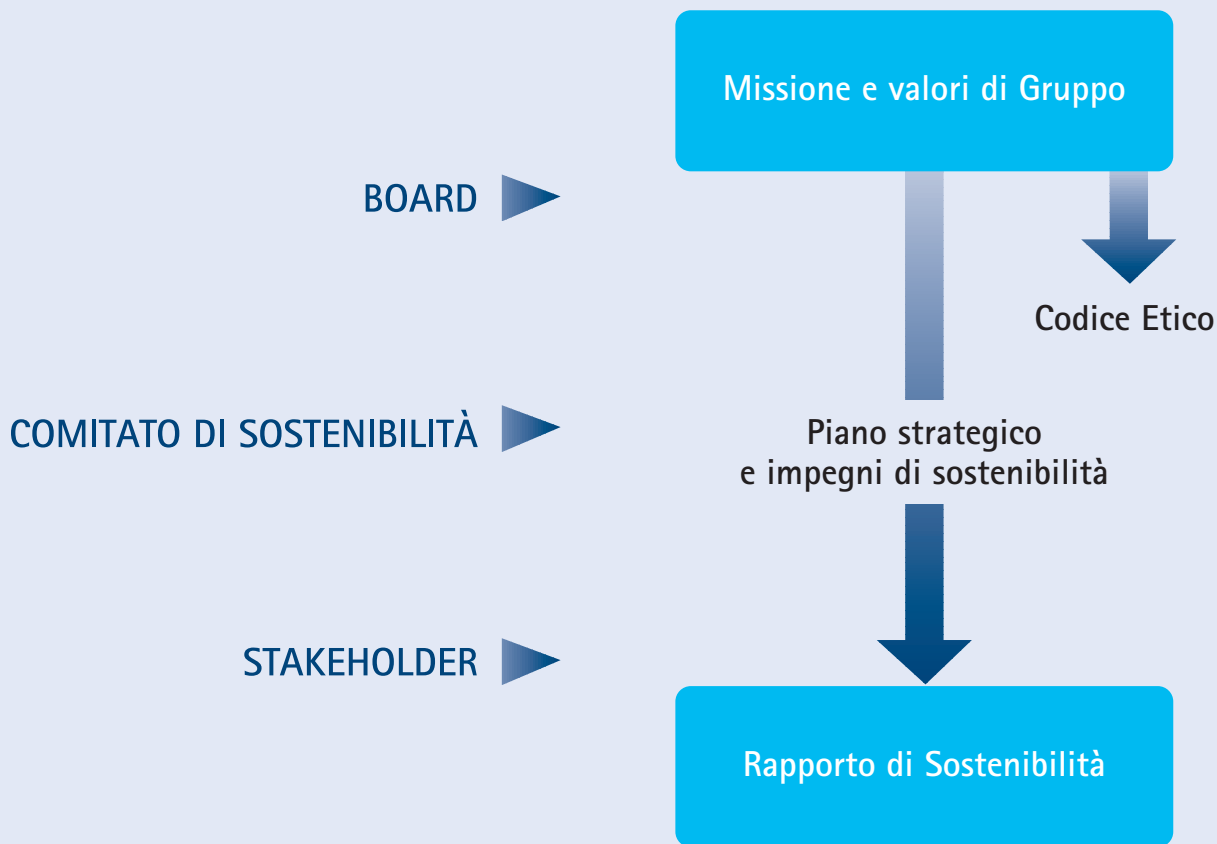 Missione e valori di Gruppo
BOARD
Codice Etico
COMITATO DI SOSTENIBILITÀ
Piano strategico
e impegni di sostenibilità
STAKEHOLDER
Rapporto di Sostenibilità